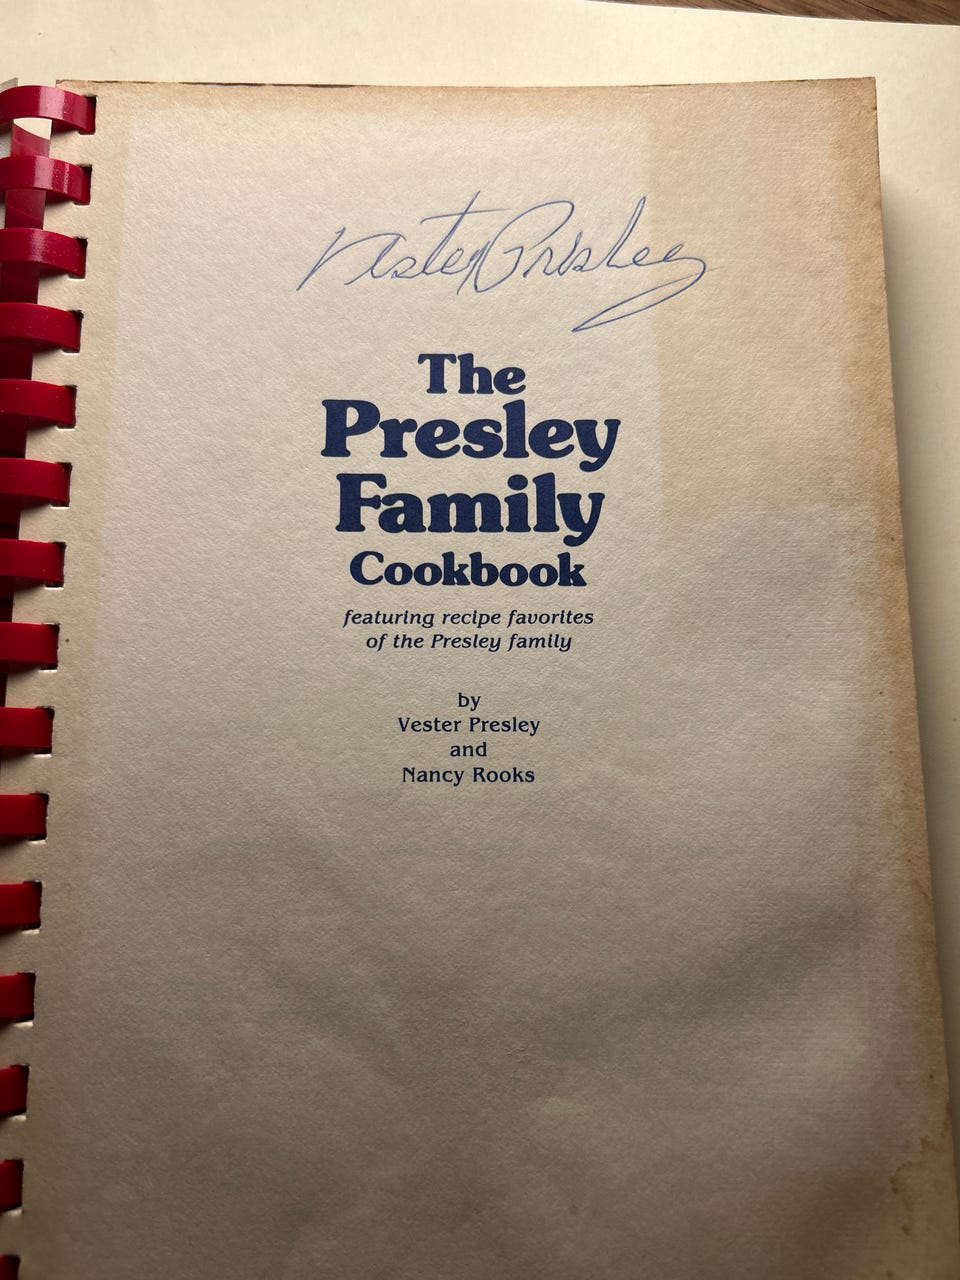 Vester Presley
The
Presley
Family
Cookbook
featuring recipe favorites
of the Presley family
by
Vester Presley
and
Nancy Rooks